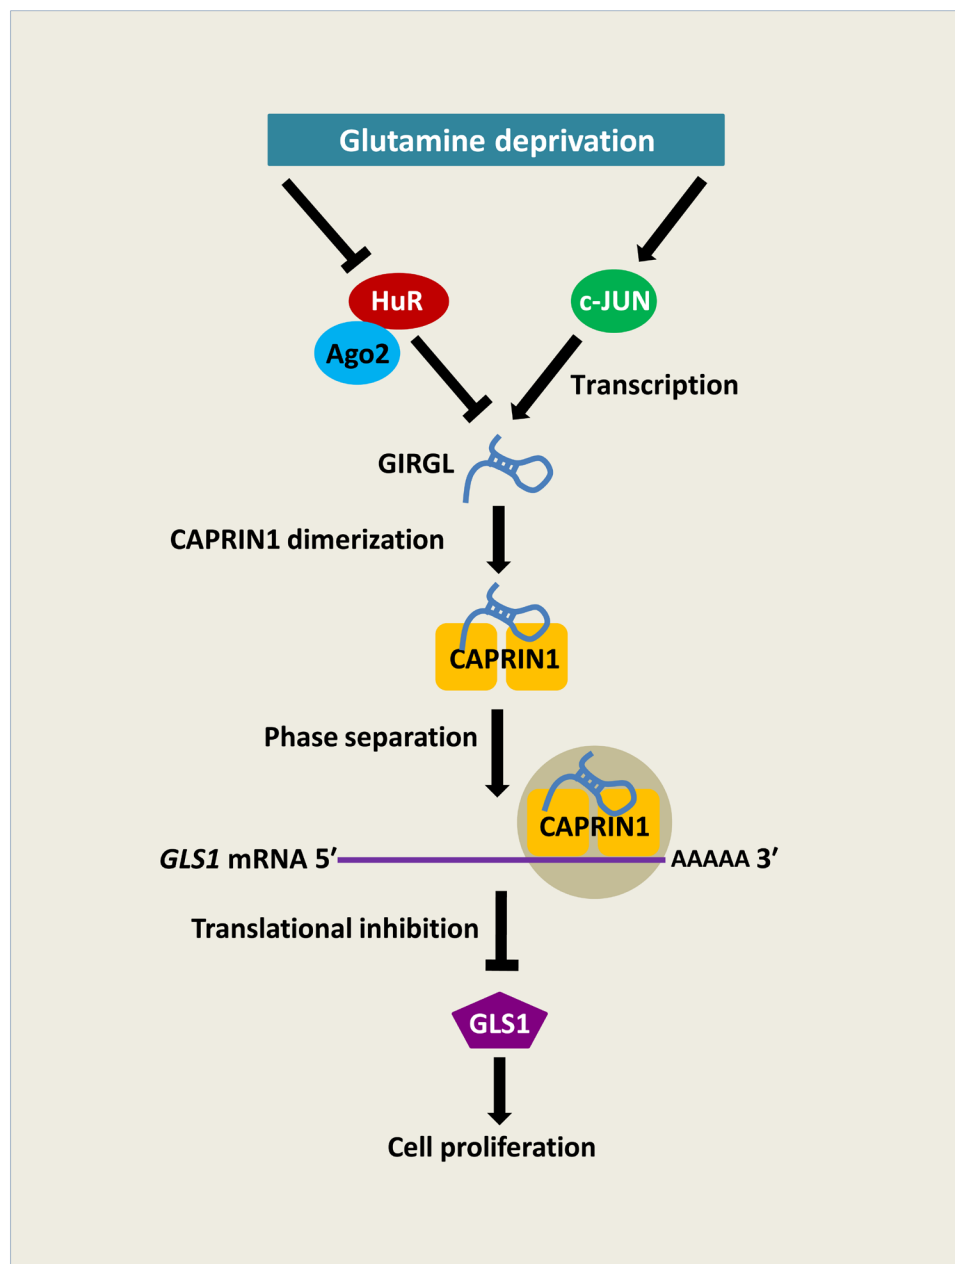 Glutamine deprivation
HuR
c-JUN
Ago2
Transcription
GIRGL
CAPRIN1 dimerization
CAPRIN1
Phase separation
CAPRIN1
GLS1 mRNA 5′ AAAAA 3′
Translational inhibition
GLS1
Cell proliferation